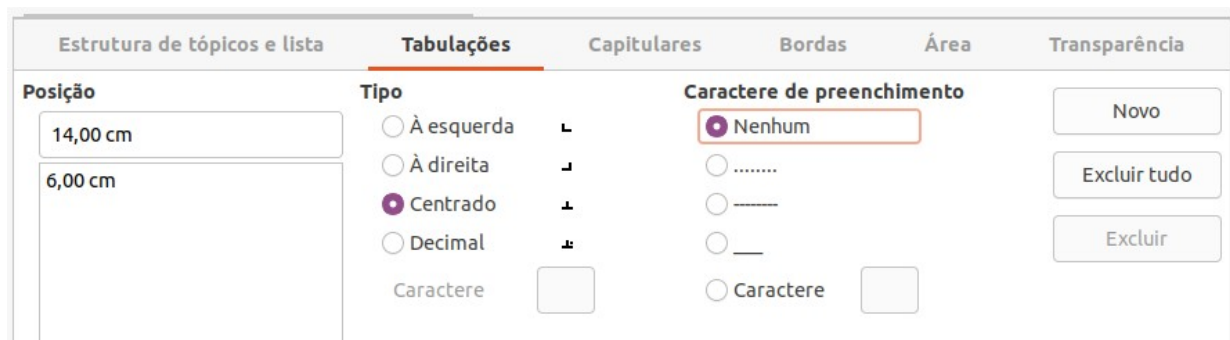 Estrutura de tópicos e lista Tabulações Capitulares Bordas Área Transparência
Posição Tipo Caractere de preenchimento
14,00 cm À esquerda Nenhum Novo
6,00 cm À direita ........ Excluir tudo
Centrado --------
Decimal ___ Excluir
Caractere Caractere